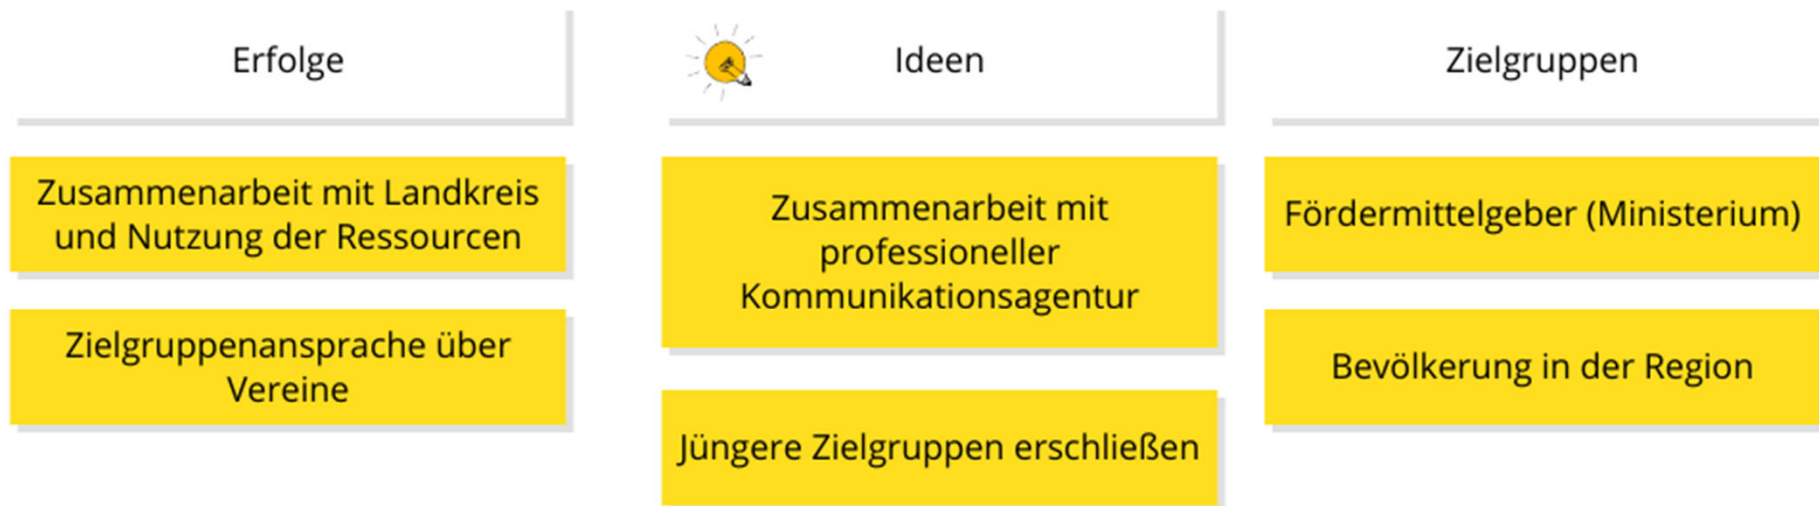 Erfolge
Zusammenarbeit mit Landkreis
und Nutzung der Ressourcen
Zielgruppenansprache über
Vereine
Ideen
Zusammenarbeit mit
professioneller
Kommunikationsagentur
Jüngere Zielgruppen erschließen
Zielgruppen
Fördermittelgeber (Ministerium)
Bevölkerung in der Region